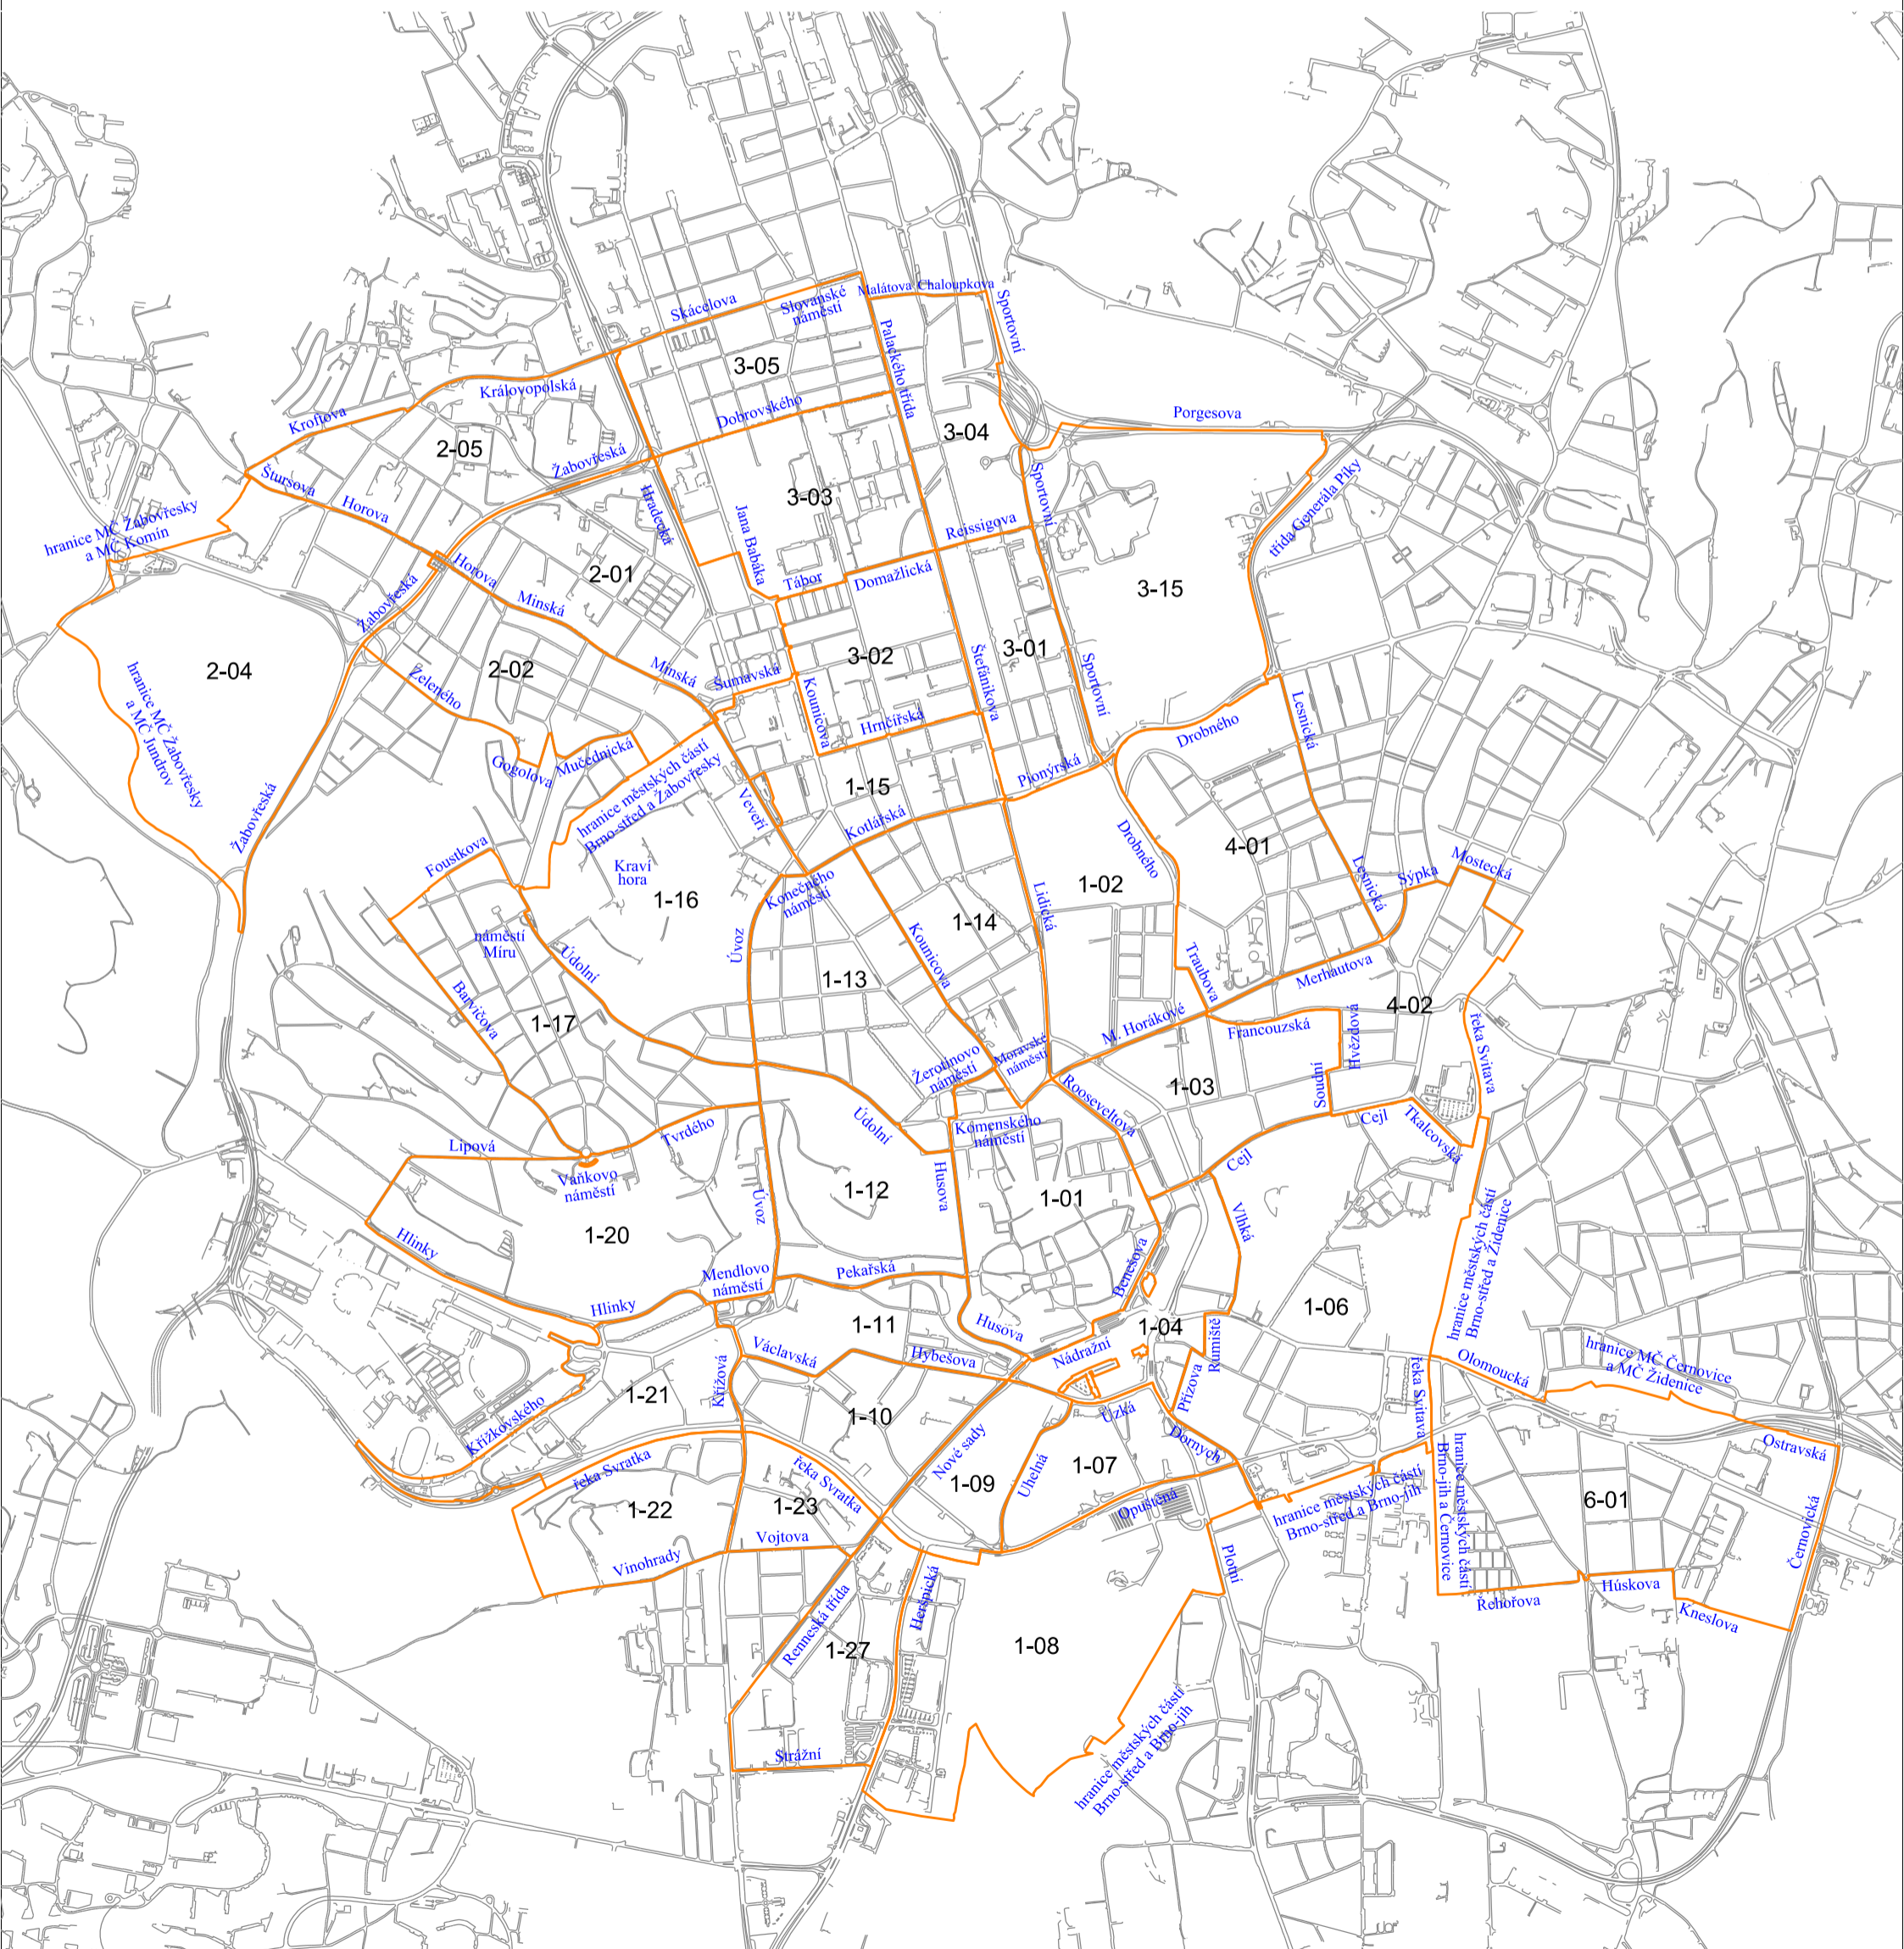 Skácelova
Slovanské
náměstí
Malátova
Chaloupkova
Sportovní
3-05
Palackého třída
Královopolská
Dobrovského
Kroftova
Porgesova
3-04
2-05
Žabovřeská
Štursova
Horova
Hradecká
3-03
Sportovní
třída Generála Píky
hranice MČ Žabovřesky
a MČ Komín
Jana Babáka
Reissigova
Horova
2-01
Tábor
Domažlická
3-15
Žabovřeská
Minská
2-04
2-02
Minská
Šumavská
3-02
3-01
Štefánikova
Sportovní
Zeleného
hranice MČ Žabovřesky
a MČ Jundrov
Kounicova
Hrnčířská
Lesnická
Drobného
Gogolova
Mučednická
hranice městských částí
Brno-střed a Žabovřesky
Pionýrská
1-15
Veveří
Žabovřeská
Kotlářská
Foustkova
Kraví
hora
Drobného
4-01
Konečného
náměstí
1-02
Lesnická
Sýpka
Mostecká
1-16
Lidická
1-14
náměstí
Míru
Úvoz
Kounicova
Údolní
1-13
Traubova
Merhautova
4-02
Barvičova
1-17
M. Horákové
Francouzská
Hvězdova
řeka Svitava
Žerotínovo
náměstí
Moravské
náměstí
1-03
Soudní
Rooseveltova
Údolní
Komenského
náměstí
Cejl
Tkalcovská
Tvrdého
Lipová
Cejl
Vaňkovo
náměstí
Husova
1-12
1-01
Úvoz
Vlhká
hranice městských částí
Brno-střed a Židenice
1-20
Hlinky
Mendlovo
náměstí
Pekařská
Benešova
Hlinky
1-06
1-11
Husova
1-04
Rumiště
Václavská
Hybešova
Nádražní
Olomoucká
hranice MČ Černovice
a MČ Židenice
Křížová
1-21
Přízova
řeka Svitava
1-10
Úzká
Křížkovského
Dornych
Ostravská
Nové sady
řeka Svratka
řeka Svratka
Uhelná
1-07
1-09
hranice městských částí
Brno-jih a Černovice
1-22
1-23
Opuštěná
hranice městských částí
Brno-střed a Brno-jih
6-01
Černovická
Vojtova
Vinohrady
Plotní
Heršpická
Renneská třída
Řehořova
Húskova
Kneslova
1-27
1-08
Strážní
hranice městských částí
Brno-střed a Brno-jih